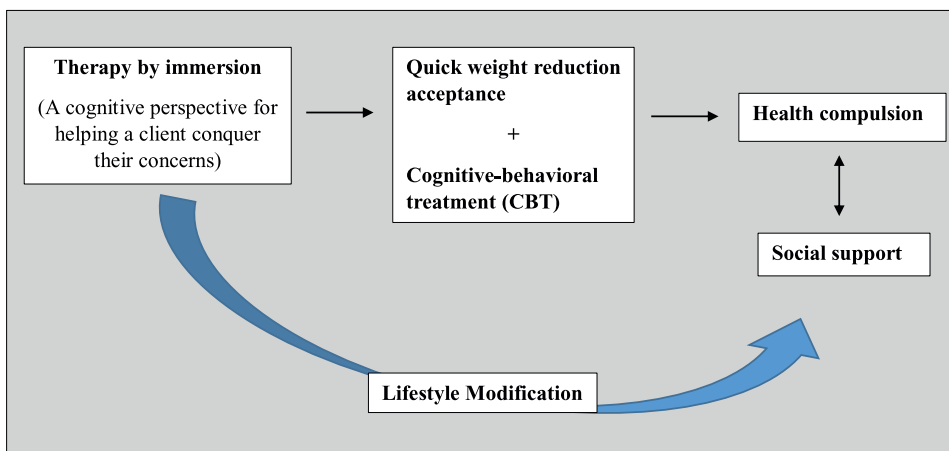 Therapy by immersion
(A cognitive perspective for
helping a client conquer
their concerns)
Quick weight reduction
acceptance
+
Cognitive-behavioral
treatment (CBT)
Health compulsion
Social support
Lifestyle Modification